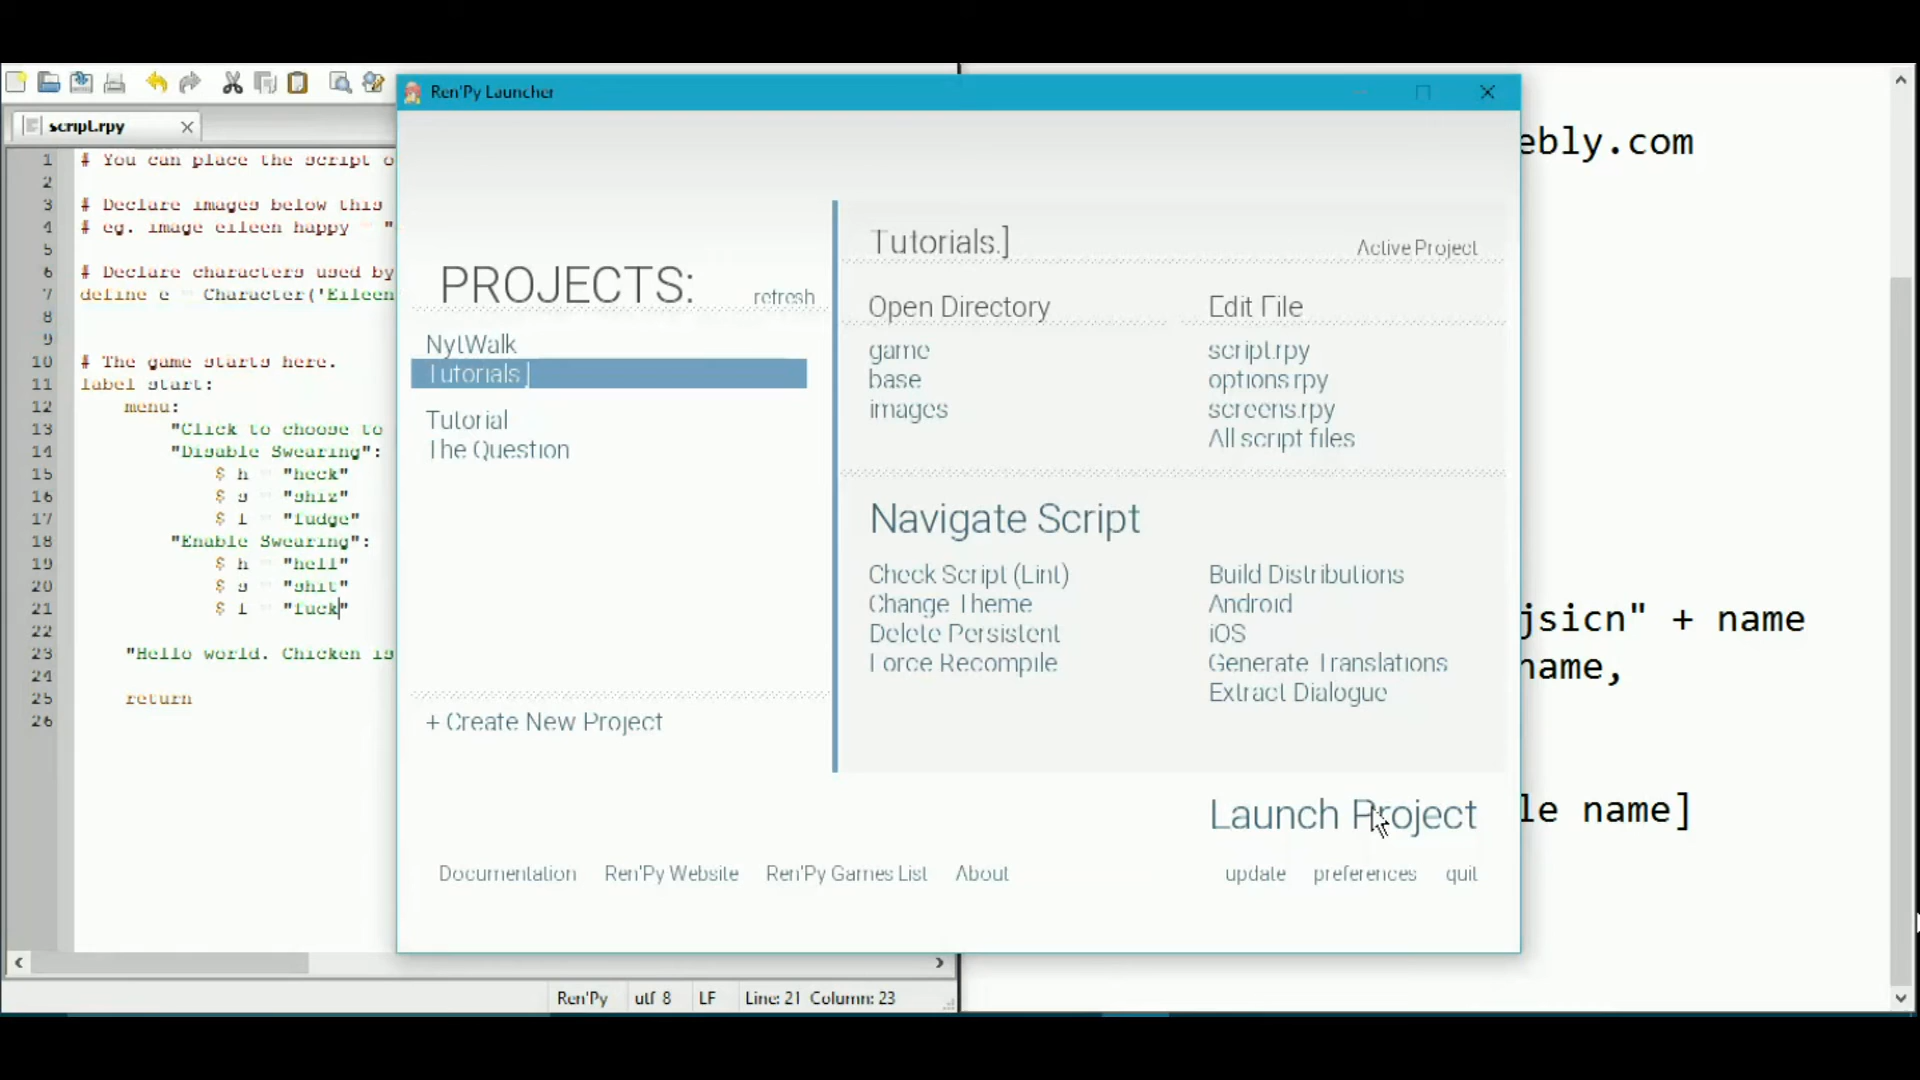 Ren'Py Launcher
script.rpy
1 # You can place the script o
2
3 # Declare images below this
4 # eg. image eileen happy = "
5
6 # Declare characters used by
7 define e = Character('Eileen
8
9
10 # The game starts here.
11 label start:
12 menu:
13 "Click to choose to
14 "Disable Swearing":
15 $ h = "heck"
16 $ s = "shiz"
17 $ f = "fudge"
18 "Enable Swearing":
19 $ h = "hell"
20 $ s = "shit"
21 $ f = "fuck"
22
23 "Hello world. Chicken is
24
25 return
26
PROJECTS:
refresh
NytWalk
Tutorials.]
Tutorial
The Question
+ Create New Project
Tutorials.]
Active Project
Open Directory
game
base
images
Edit File
script.rpy
options.rpy
screens.rpy
All script files
Navigate Script
Check Script (Lint)
Change Theme
Delete Persistent
Force Recompile
Build Distributions
Android
iOS
Generate Translations
Extract Dialogue
Launch Project
Documentation Ren'Py Website Ren'Py Games List About
update preferences quit
ebly.com
jsicn" + name
name,
le name]
Ren'Py utf 8 LF Line: 21 Column: 23